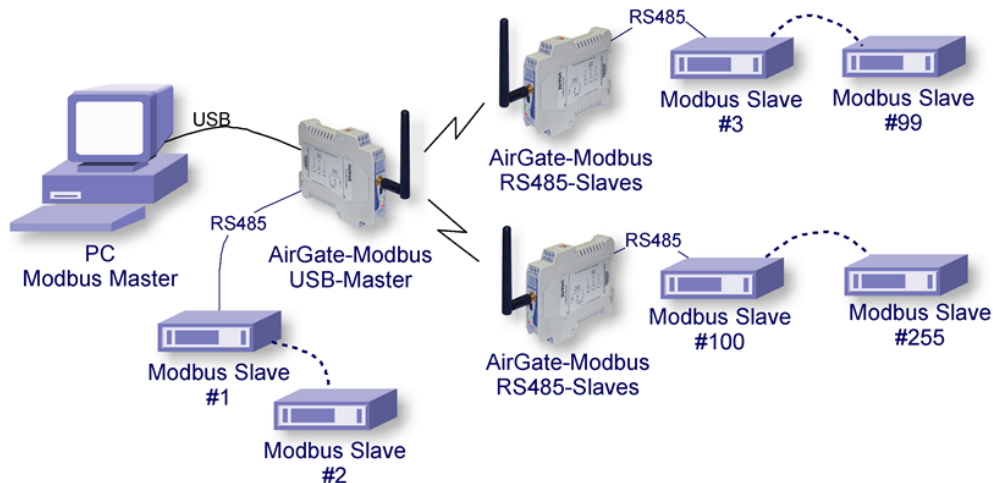 RS485
Modbus Slave
#3
Modbus Slave
#99
USB
AirGate-Modbus
RS485-Slaves
RS485
PC
Modbus Master
AirGate-Modbus
USB-Master
RS485
Modbus Slave
#100
Modbus Slave
#255
AirGate-Modbus
RS485-Slaves
Modbus Slave
#1
Modbus Slave
#2